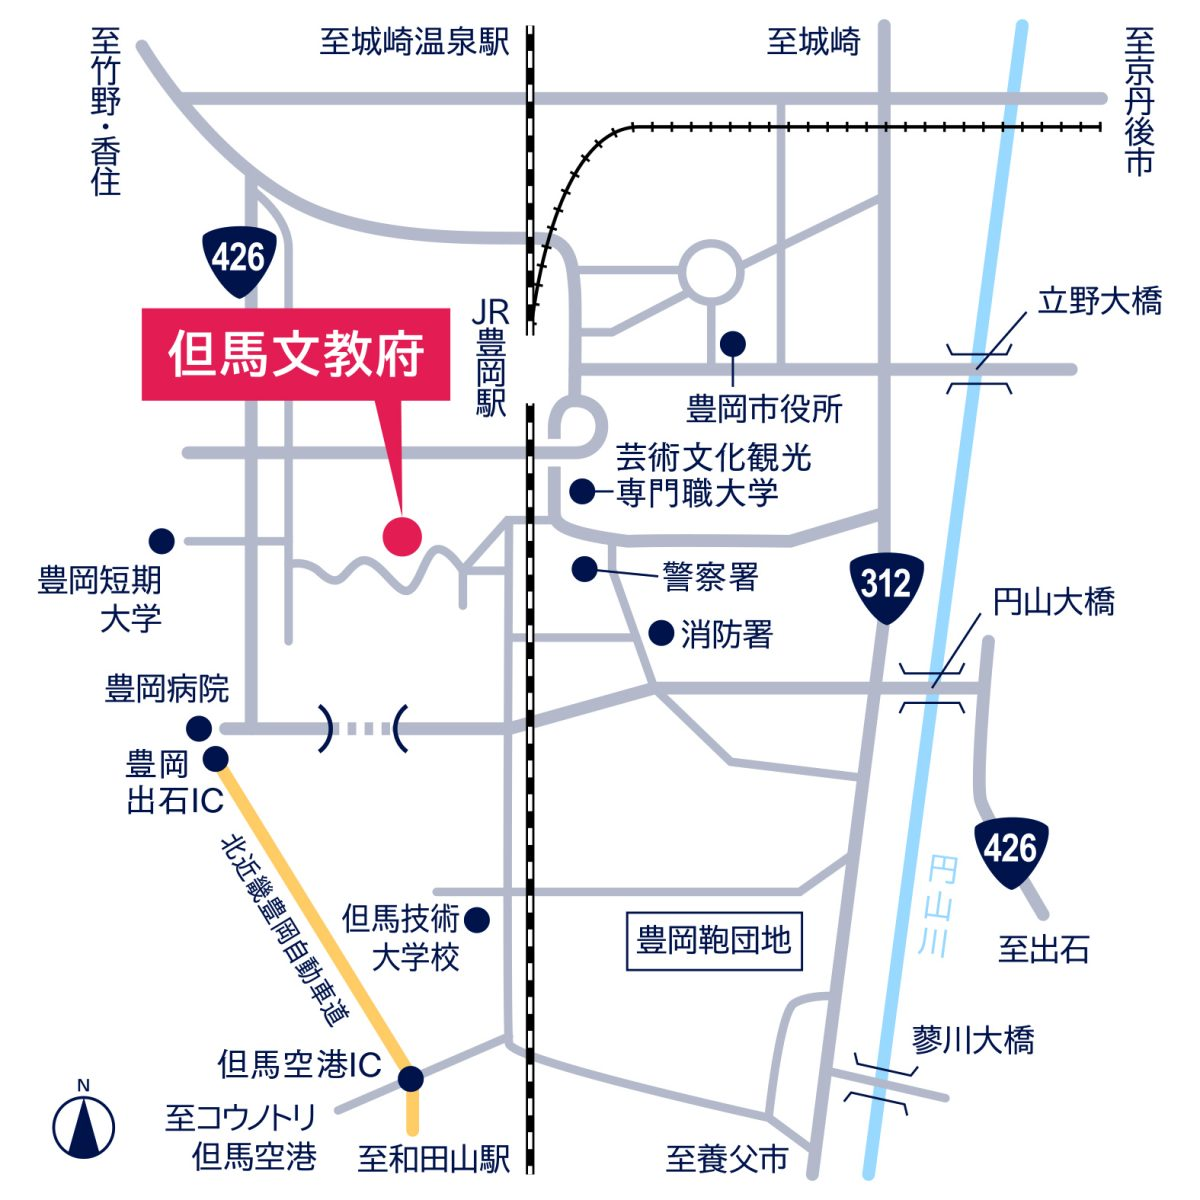 至竹野・香住
至城崎温泉駅
至城崎
至京丹後市
426
立野大橋
JR豊岡駅
但馬文教府
豊岡市役所
芸術文化観光
専門職大学
豊岡短期
大学
警察署
312
円山大橋
消防署
豊岡病院
豊岡
出石IC
北近畿豊岡自動車道
426
円山川
但馬技術
大学校
豊岡鞄団地
至出石
蓼川大橋
但馬空港IC
N
至コウノトリ
但馬空港
至和田山駅
至養父市